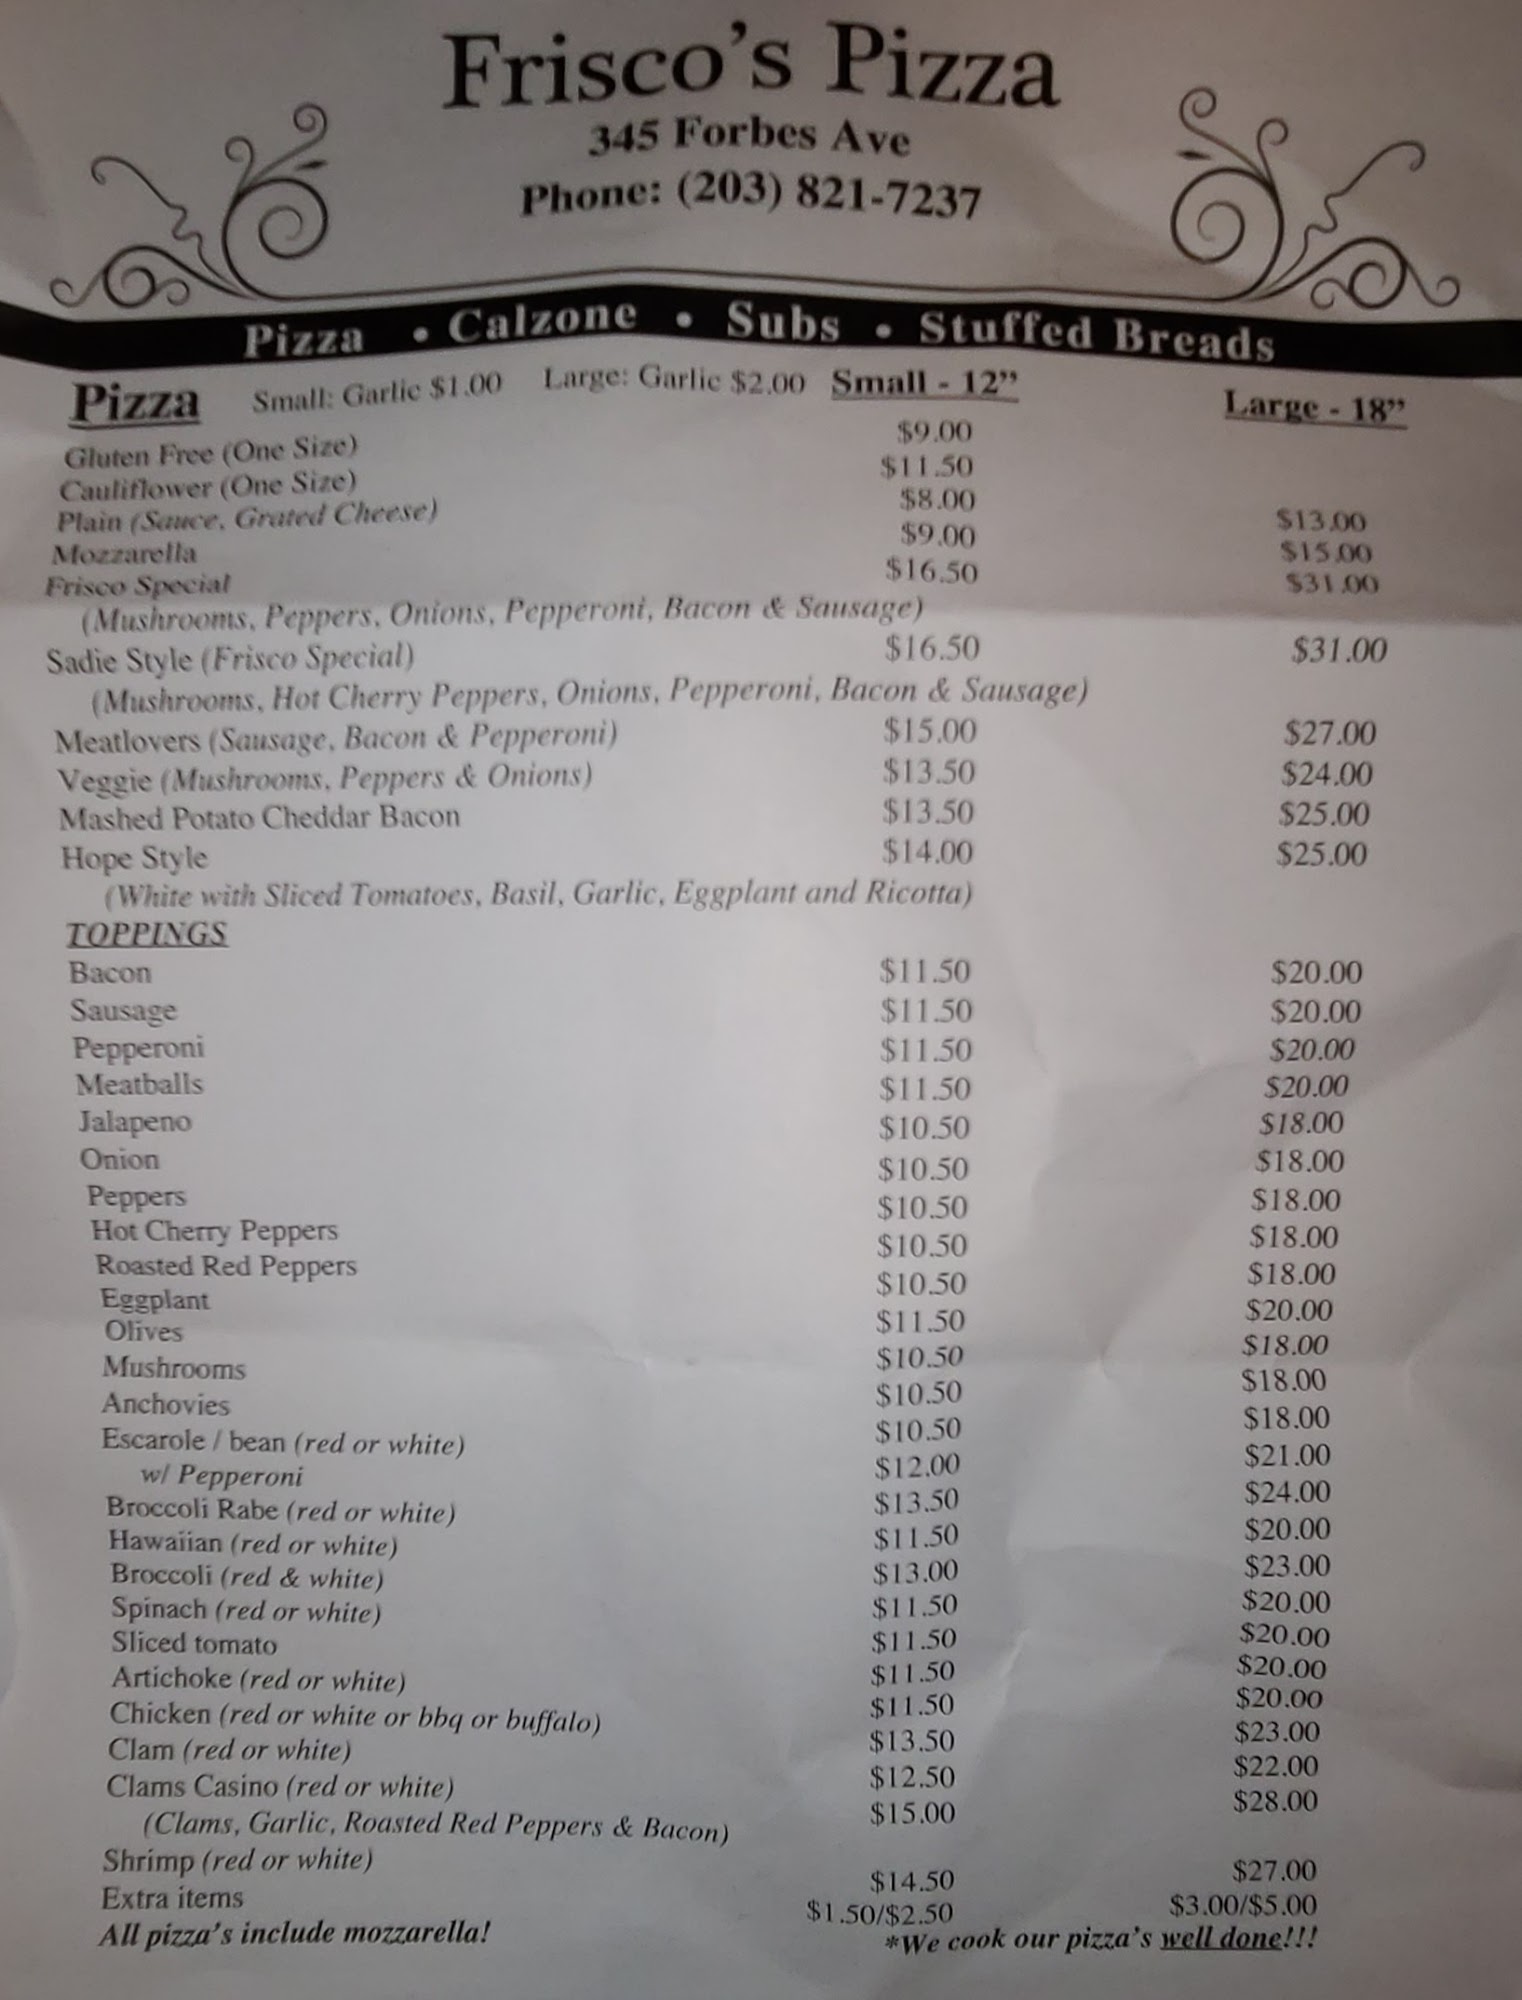 Frisco's Pizza
345 Forbes Ave
Phone: (203) 821-7237
Pizza • Calzone • Subs • Stuffed Breads
Pizza Small: Garlic $1.00 Large: Garlic $2.00 Small - 12” Large - 18”
Gluten Free (One Size) $9.00
Cauliflower (One Size) $11.50
Plain (Sauce, Grated Cheese) $8.00 $13.00
Mozzarella $9.00 $15.00
Frisco Special $16.50 $31.00
(Mushrooms, Peppers, Onions, Pepperoni, Bacon & Sausage)
Sadie Style (Frisco Special) $16.50 $31.00
(Mushrooms, Hot Cherry Peppers, Onions, Pepperoni, Bacon & Sausage)
Meatlovers (Sausage, Bacon & Pepperoni) $15.00 $27.00
Veggie (Mushrooms, Peppers & Onions) $13.50 $24.00
Mashed Potato Cheddar Bacon $13.50 $25.00
Hope Style $14.00 $25.00
(White with Sliced Tomatoes, Basil, Garlic, Eggplant and Ricotta)
TOPPINGS
Bacon $11.50 $20.00
Sausage $11.50 $20.00
Pepperoni $11.50 $20.00
Meatballs $11.50 $20.00
Jalapeno $10.50 $18.00
Onion $10.50 $18.00
Peppers $10.50 $18.00
Hot Cherry Peppers $10.50 $18.00
Roasted Red Peppers $10.50 $18.00
Eggplant $11.50 $20.00
Olives $10.50 $18.00
Mushrooms $10.50 $18.00
Anchovies $10.50 $18.00
Escarole / bean (red or white) $12.00 $21.00
w/ Pepperoni $13.50 $24.00
Broccoli Rabe (red or white) $11.50 $20.00
Hawaiian (red or white) $13.00 $23.00
Broccoli (red & white) $11.50 $20.00
Spinach (red or white) $11.50 $20.00
Sliced tomato $11.50 $20.00
Artichoke (red or white) $11.50 $20.00
Chicken (red or white or bbq or buffalo) $13.50 $23.00
Clam (red or white) $12.50 $22.00
Clams Casino (red or white) $15.00 $28.00
(Clams, Garlic, Roasted Red Peppers & Bacon)
Shrimp (red or white) $14.50 $27.00
Extra items $1.50/$2.50 $3.00/$5.00
All pizza's include mozzarella! *We cook our pizza's well done!!!